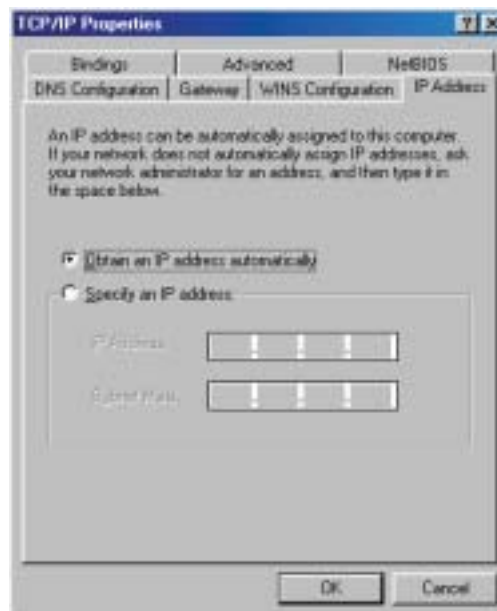 TCP/IP Properties
Bindings Advanced NetBIOS
DNS Configuration Gateway WINS Configuration IP Address
An IP address can be automatically assigned to this computer.
If your network does not automatically assign IP addresses, ask
your network administrator for an address, and then type it in
the space below.
Obtain an IP address automatically
Specify an IP address:
IP Address:
Subnet Mask:
OK Cancel